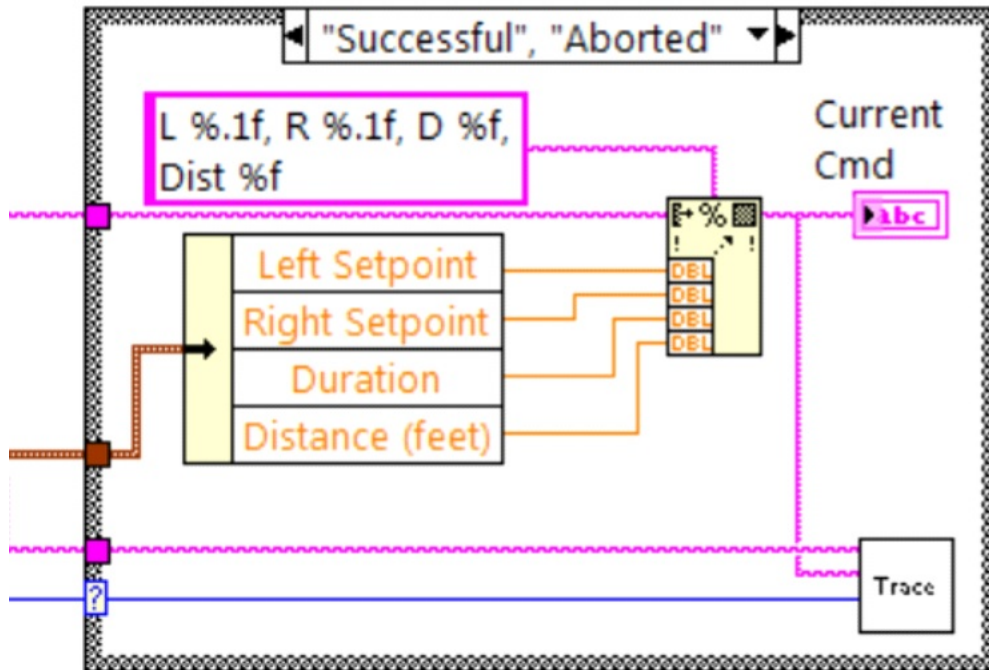 "Successful", "Aborted"
L %.1f, R %.1f, D %f,
Dist %f
Current
Cmd
abc
%
! !
Left Setpoint
Right Setpoint
Duration
Distance (feet)
DBL
DBL
DBL
DBL
?
Trace